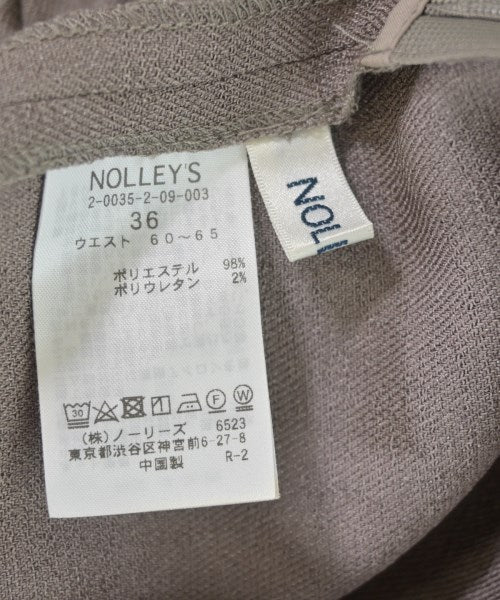 NOLLEY'S
2-0035-2-09-003
36
ウエスト 60～65
ポリエステル 98%
ポリウレタン 2%
30 F W
(株)ノーリーズ 6523
東京都渋谷区神宮前6-27-8
中国製 R-2
NOL